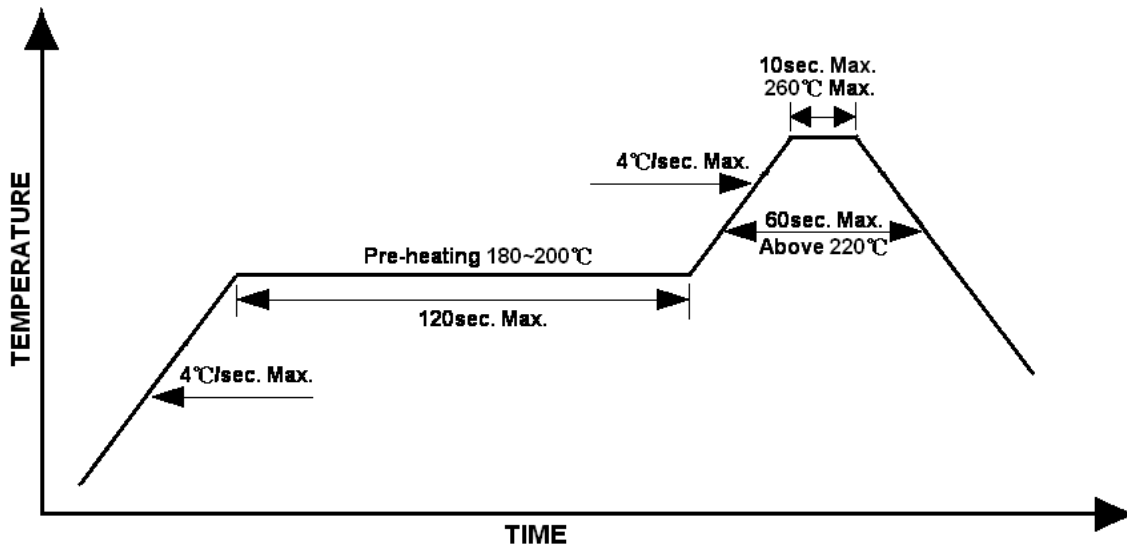 10sec. Max.
260℃ Max.
4℃/sec. Max.
60sec. Max.
Above 220℃
Pre-heating 180~200℃
120sec. Max.
4℃/sec. Max.
TEMPERATURE
TIME